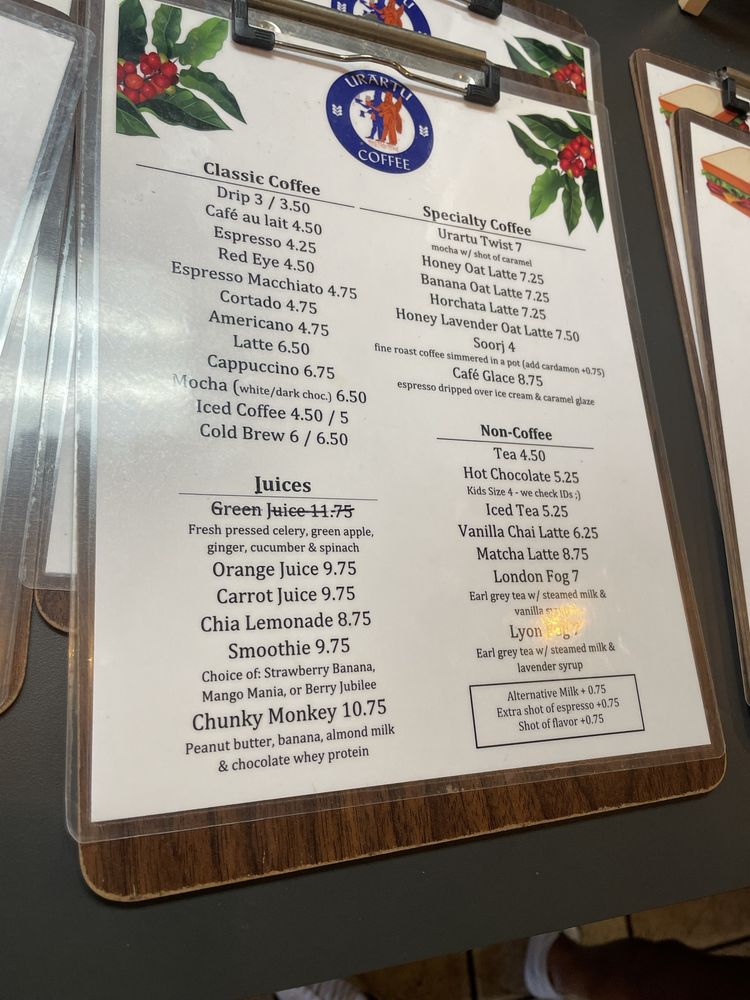 URARTU
COFFEE
Classic Coffee
Drip 3 / 3.50
Café au lait 4.50
Espresso 4.25
Red Eye 4.50
Espresso Macchiato 4.75
Cortado 4.75
Americano 4.75
Latte 6.50
Cappuccino 6.75
Mocha (white/dark choc.) 6.50
Iced Coffee 4.50 / 5
Cold Brew 6 / 6.50
Juices
Green Juice 11.75
Fresh pressed celery, green apple,
ginger, cucumber & spinach
Orange Juice 9.75
Carrot Juice 9.75
Chia Lemonade 8.75
Smoothie 9.75
Choice of: Strawberry Banana,
Mango Mania, or Berry Jubilee
Chunky Monkey 10.75
Peanut butter, banana, almond milk
& chocolate whey protein
Specialty Coffee
Urartu Twist 7
mocha w/ shot of caramel
Honey Oat Latte 7.25
Banana Oat Latte 7.25
Horchata Latte 7.25
Honey Lavender Oat Latte 7.50
Soorj 4
fine roast coffee simmered in a pot (add cardamon +0.75)
Café Glace 8.75
espresso dripped over ice cream & caramel glaze
Non-Coffee
Tea 4.50
Hot Chocolate 5.25
Kids Size 4 - we check IDs ;)
Iced Tea 5.25
Vanilla Chai Latte 6.25
Matcha Latte 8.75
London Fog 7
Earl grey tea w/ steamed milk &
vanilla syrup
Lyon Fog 7
Earl grey tea w/ steamed milk &
lavender syrup
Alternative Milk + 0.75
Extra shot of espresso +0.75
Shot of flavor +0.75